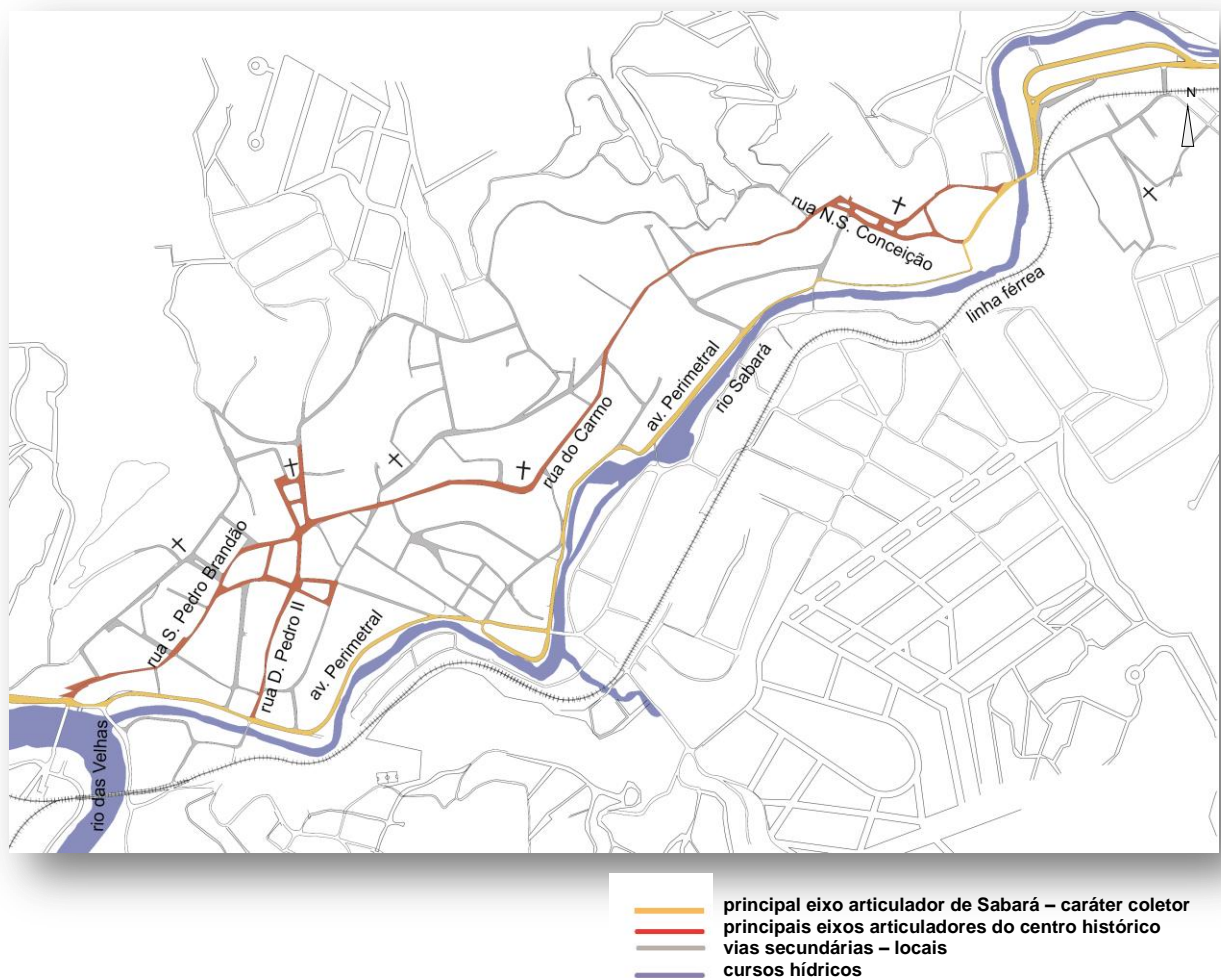 N
rua N.S. Conceição
linha férrea
av. Perimetral
rio Sabará
rua do Carmo
rua S. Pedro Brandão
rua D. Pedro II
av. Perimetral
rio das Velhas
principal eixo articulador de Sabará – caráter coletor
principais eixos articuladores do centro histórico
vias secundárias – locais
cursos hídricos